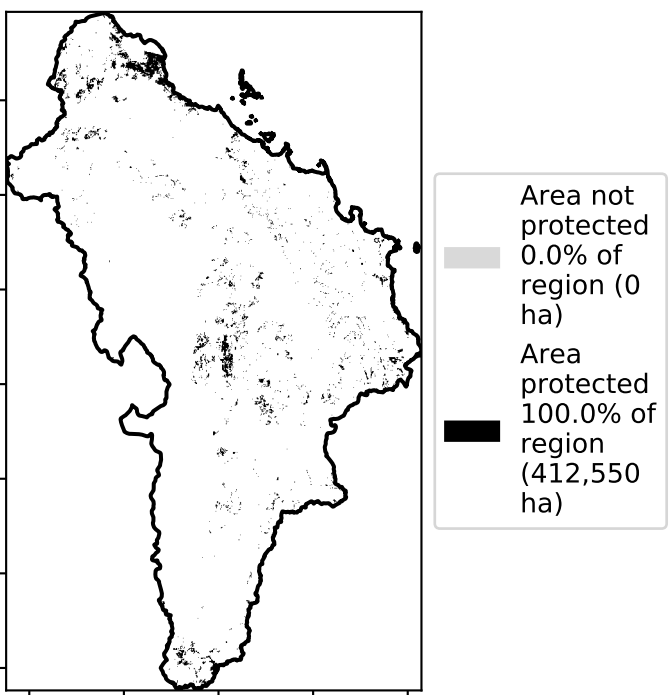 Area not
protected
0.0% of
region (0
ha)
Area
protected
100.0% of
region
(412,550
ha)